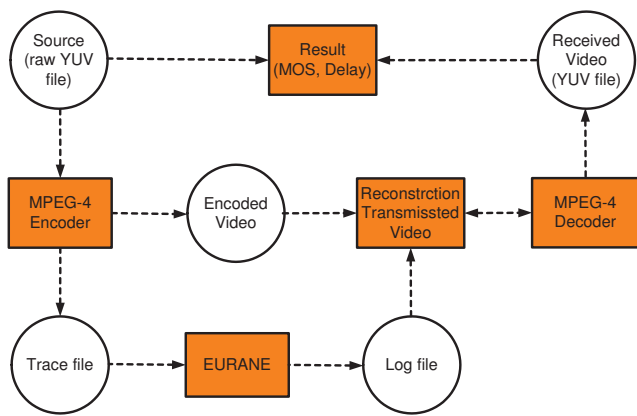 Source
(raw YUV
file)
Result
(MOS, Delay)
Received
Video
(YUV file)
MPEG-4
Encoder
Encoded
Video
Reconstrction
Transmissted
Video
MPEG-4
Decoder
Trace file
EURANE
Log file